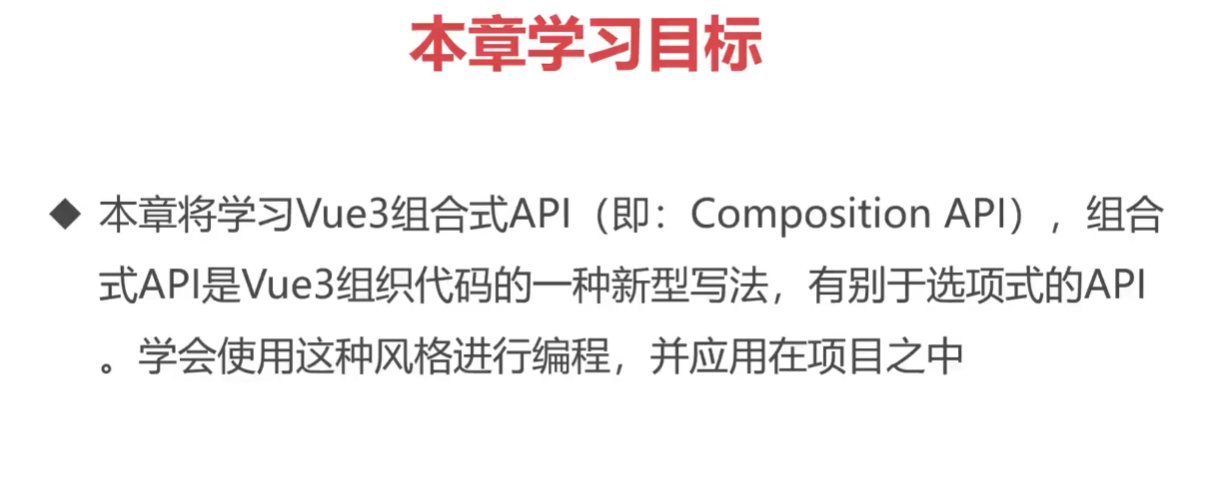 本章学习目标
◆ 本章将学习Vue3组合式API（即：Composition API），组合
式API是Vue3组织代码的一种新型写法，有别于选项式的API
。学会使用这种风格进行编程，并应用在项目之中